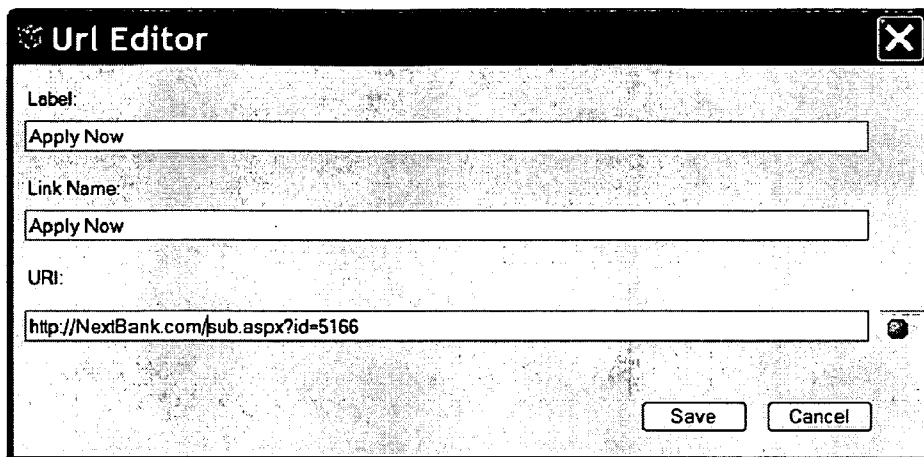 Url Editor
Label:
Apply Now
Link Name:
Apply Now
URI:
http://NextBank.com/sub.aspx?id=5166
Save Cancel